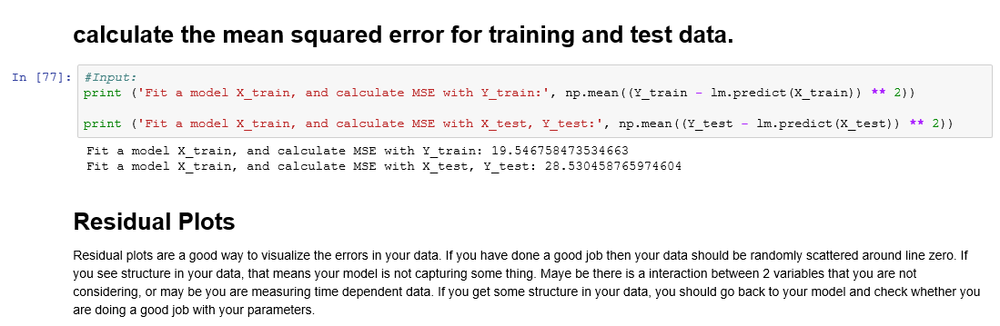 calculate the mean squared error for training and test data.
In [77]: #Input:
print ('Fit a model X_train, and calculate MSE with Y_train:', np.mean((Y_train - lm.predict(X_train)) ** 2))
print ('Fit a model X_train, and calculate MSE with X_test, Y_test:', np.mean((Y_test - lm.predict(X_test)) ** 2))
Fit a model X_train, and calculate MSE with Y_train: 19.546758473534663
Fit a model X_train, and calculate MSE with X_test, Y_test: 28.530458765974604
Residual Plots
Residual plots are a good way to visualize the errors in your data. If you have done a good job then your data should be randomly scattered around line zero. If
you see structure in your data, that means your model is not capturing some thing. Maye be there is a interaction between 2 variables that you are not
considering, or may be you are measuring time dependent data. If you get some structure in your data, you should go back to your model and check whether you
are doing a good job with your parameters.